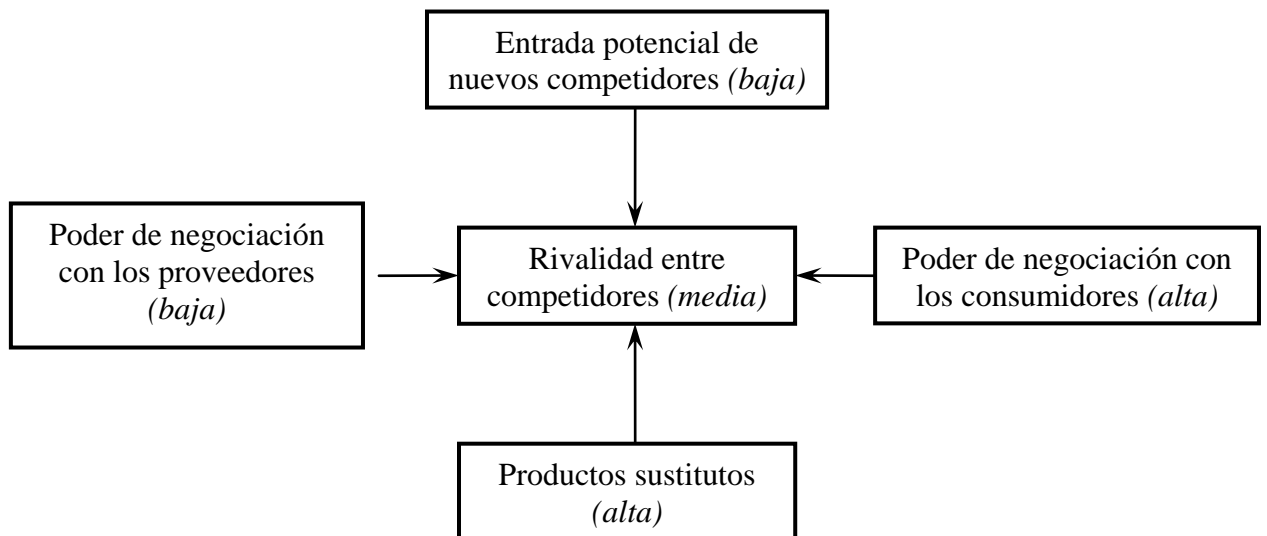 Entrada potencial de
nuevos competidores (baja)
Poder de negociación
con los proveedores
(baja)
Rivalidad entre
competidores (media)
Poder de negociación con
los consumidores (alta)
Productos sustitutos
(alta)